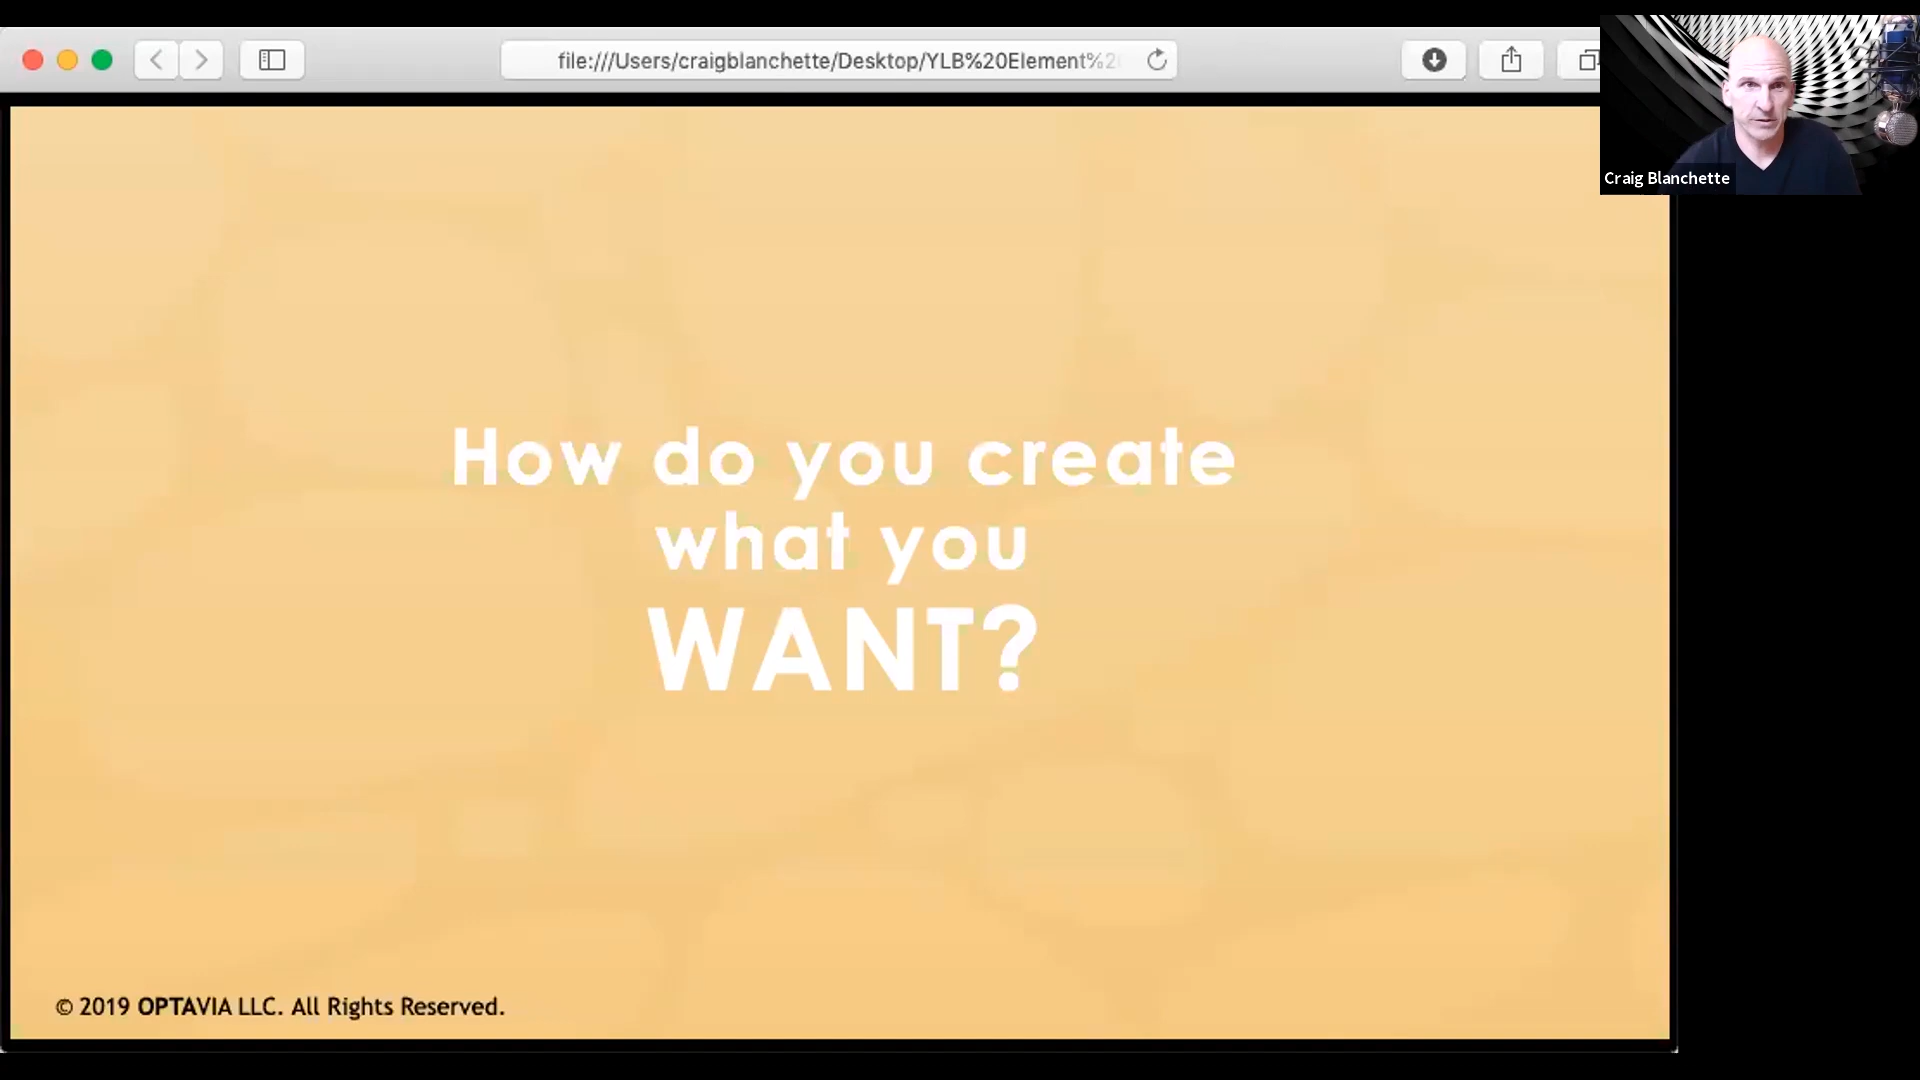 file:///Users/craigblanchette/Desktop/YLB%20Element%2
Craig Blanchette
How do you create
what you
WANT?
© 2019 OPTAVIA LLC. All Rights Reserved.